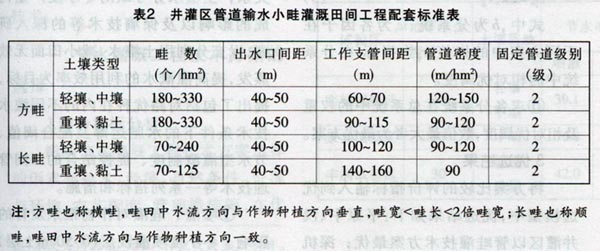 表2 井灌区管道输水小畦灌溉田间工程配套标准表
土壤类型 畦数 (个/hm²) 出水口间距 (m) 工作支管间距 (m) 管道密度 (m/hm²) 固定管道级别 (级)
方畦 轻壤、中壤 180~330 40~50 60~70 120~150 2
重壤、黏土 180~330 40~50 90~115 90~120 2
长畦 轻壤、中壤 70~240 40~50 100~120 90~120 2
重壤、黏土 70~125 40~50 140~160 90 2
注:方畦也称横畦,畦田中水流方向与作物种植方向垂直,畦宽<畦长<2倍畦宽;长畦也称顺
畦,畦田中水流方向与作物种植方向一致。